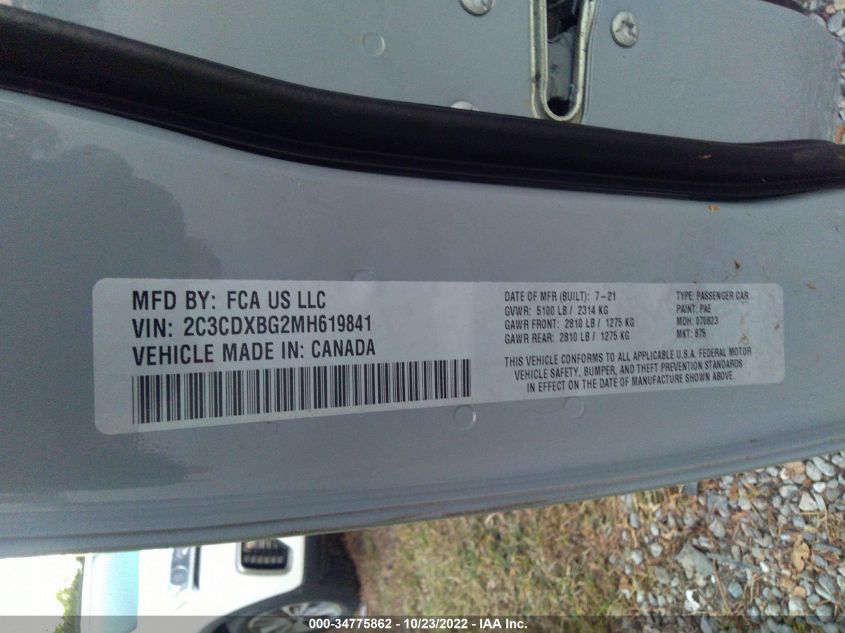 MFD BY: FCA US LLC
VIN: 2C3CDXBG2MH619841
VEHICLE MADE IN: CANADA
DATE OF MFR (BUILT): 7-21
GVWR: 5100 LB / 2314 KG
GAWR FRONT: 2810 LB / 1275 KG
GAWR REAR: 2810 LB / 1275 KG
TYPE: PASSENGER CAR
PAINT: PAE
MDH: 070823
MKT: 875
THIS VEHICLE CONFORMS TO ALL APPLICABLE U.S.A. FEDERAL MOTOR
VEHICLE SAFETY, BUMPER, AND THEFT PREVENTION STANDARDS
IN EFFECT ON THE DATE OF MANUFACTURE SHOWN ABOVE.
000-34775862 - 10/23/2022 - IAA Inc.